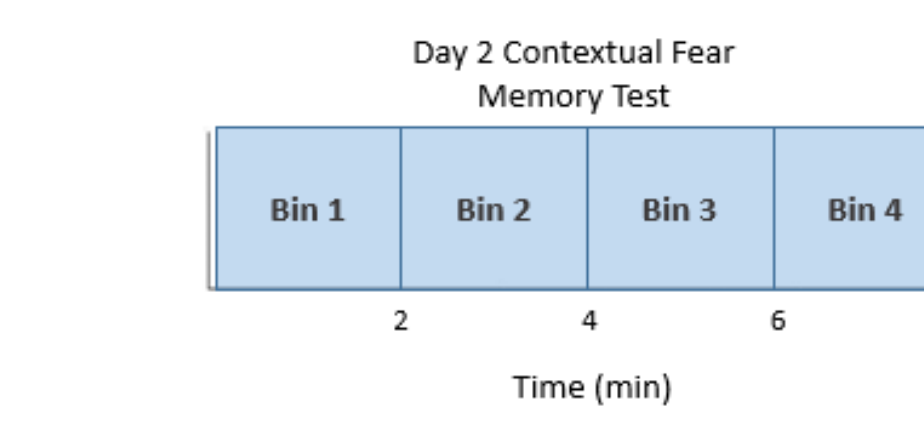 Day 2 Contextual Fear
Memory Test
Bin 1 Bin 2 Bin 3 Bin 4
2 4 6
Time (min)